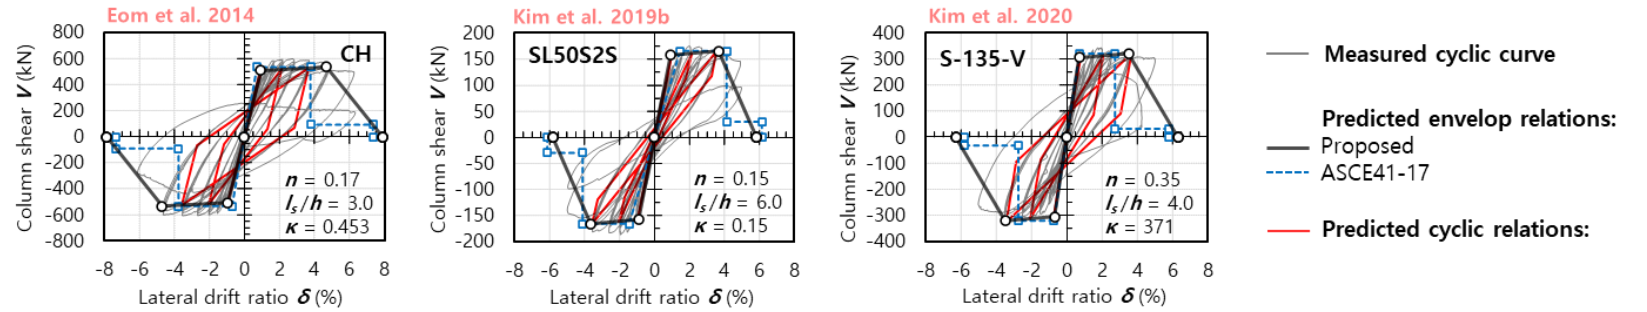 Eom et al. 2014
800
600
400
200
0
-200
-400
-600
-800
Column shear V (kN)
CH
n = 0.17
ls/h = 3.0
κ = 0.453
-8 -6 -4 -2 0 2 4 6 8
Lateral drift ratio δ (%)
Kim et al. 2019b
200
150
100
50
0
-50
-100
-150
-200
Column shear V (kN)
SL50S2S
n = 0.15
ls/h = 6.0
κ = 0.15
-8 -6 -4 -2 0 2 4 6 8
Lateral drift ratio δ (%)
Kim et al. 2020
400
300
200
100
0
-100
-200
-300
-400
Column shear V (kN)
S-135-V
n = 0.35
ls/h = 4.0
κ = 371
-8 -6 -4 -2 0 2 4 6 8
Lateral drift ratio δ (%)
Measured cyclic curve
Predicted envelop relations:
Proposed
ASCE41-17
Predicted cyclic relations: